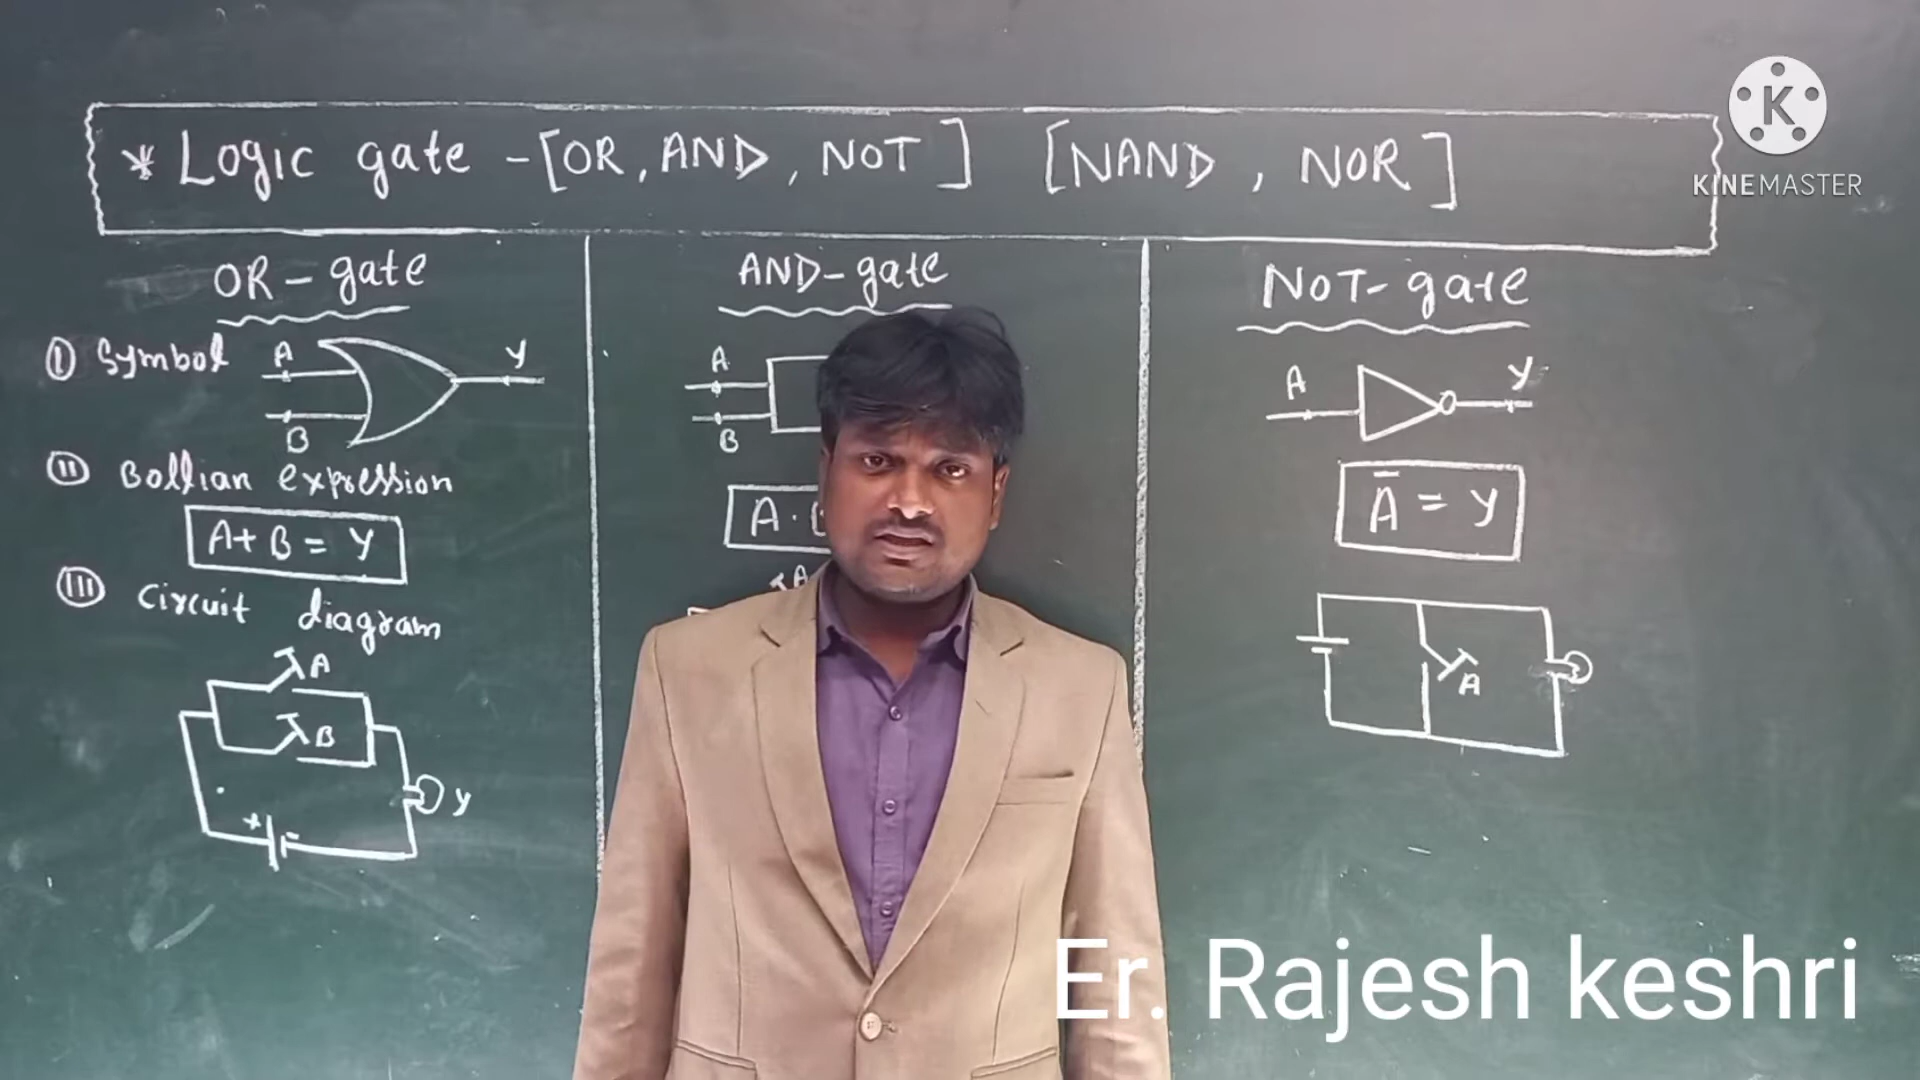 * Logic gate - [OR, AND, NOT] [NAND, NOR]
KINEMASTER
OR - gate
(I) Symbol
A
B
Y
(II) Bollian expression
A + B = Y
(III) Circuit diagram
A
B
+ -
Y
AND - gate
A
B
A ·
A
NOT - gate
A
Y
Ā = Y
A
Er. Rajesh keshri